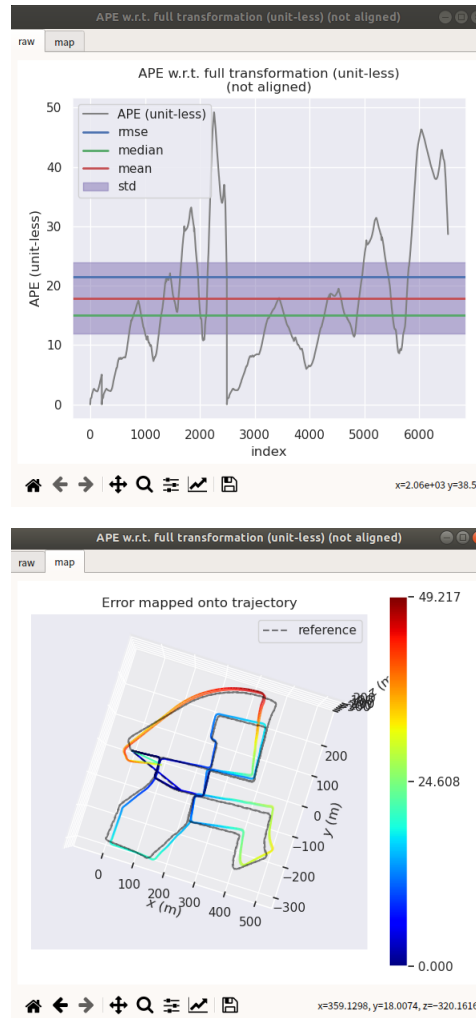 APE w.r.t. full transformation (unit-less) (not aligned)
raw map
APE w.r.t. full transformation (unit-less)
(not aligned)
APE (unit-less)
rmse
median
mean
std
50
40
30
20
10
0
APE (unit-less)
0 1000 2000 3000 4000 5000 6000
index
x=2.06e+03 y=38.5
APE w.r.t. full transformation (unit-less) (not aligned)
raw map
Error mapped onto trajectory
reference
49.217
24.608
0.000
200
100
0
−100
−200
−300
y (m)
0 100 200 300 400 500
x (m)
x=359.1298, y=18.0074, z=-320.1616